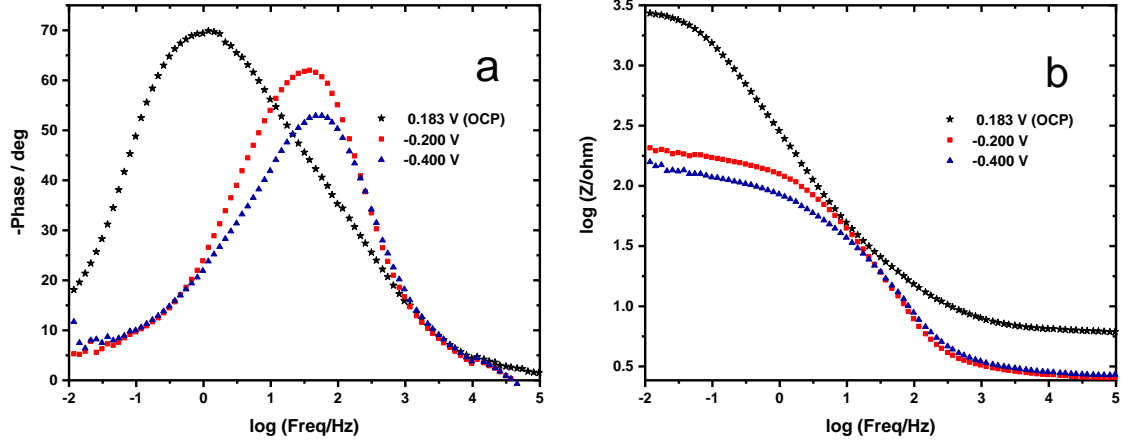 a
-Phase / deg
70
60
50
40
30
20
10
0
0.183 V (OCP)
-0.200 V
-0.400 V
-2 -1 0 1 2 3 4 5
log (Freq/Hz)
b
log (Z/ohm)
3.5
3.0
2.5
2.0
1.5
1.0
0.5
0.183 V (OCP)
-0.200 V
-0.400 V
-2 -1 0 1 2 3 4 5
log (Freq/Hz)